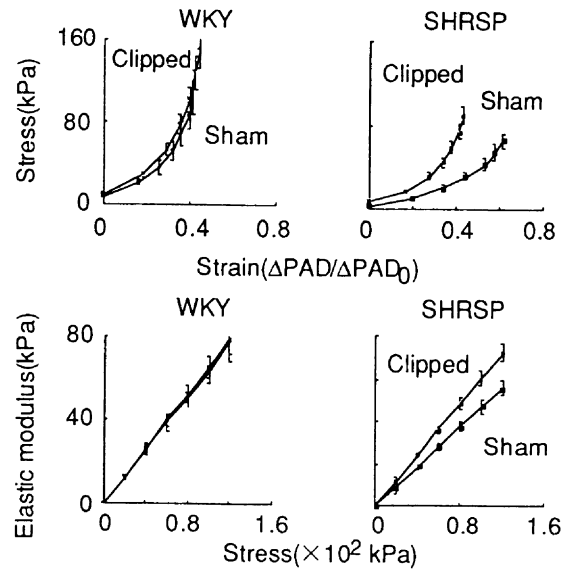 WKY
SHRSP
160
80
0
Stress(kPa)
Clipped
Sham
Clipped
Sham
0
0.4
0.8
0
0.4
0.8
Strain(ΔPAD/ΔPAD₀)
WKY
SHRSP
80
40
0
Elastic modulus(kPa)
Clipped
Sham
0
0.8
1.6
0
0.8
1.6
Stress(×10² kPa)